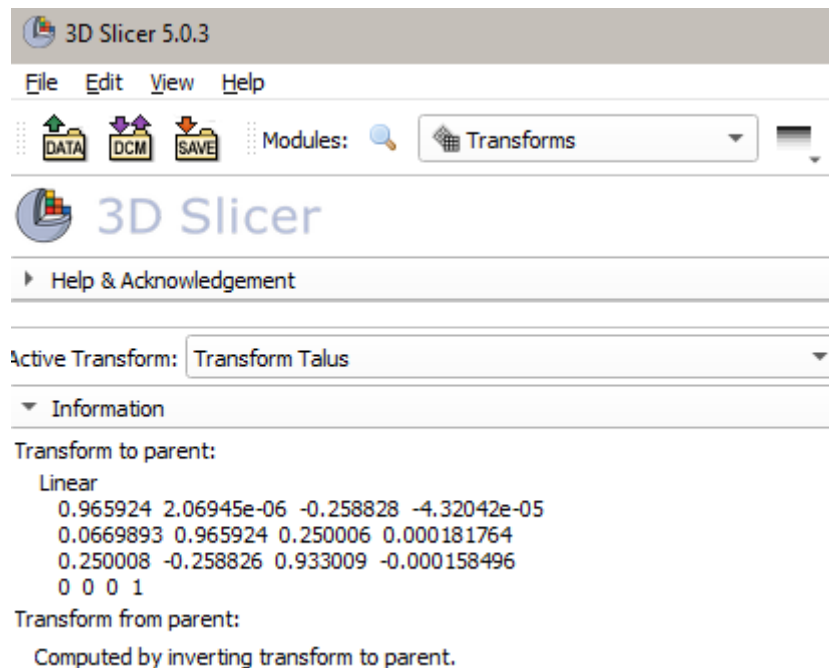 3D Slicer 5.0.3
File Edit View Help
DATA DCM SAVE Modules: Transforms
3D Slicer
Help & Acknowledgement
Active Transform: Transform Talus
Information
Transform to parent:
Linear
0.965924 2.06945e-06 -0.258828 -4.32042e-05
0.0669893 0.965924 0.250006 0.000181764
0.250008 -0.258826 0.933009 -0.000158496
0 0 0 1
Transform from parent:
Computed by inverting transform to parent.